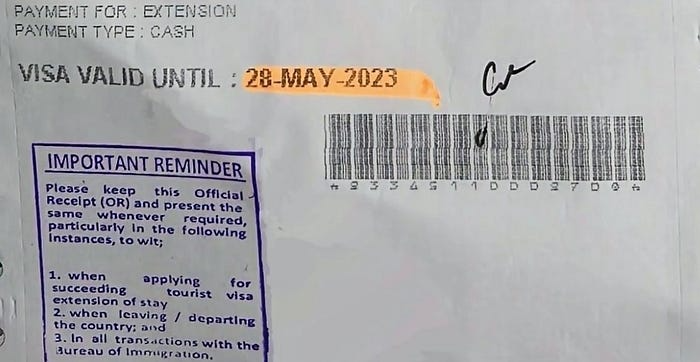 PAYMENT FOR : EXTENSION
PAYMENT TYPE : CASH
VISA VALID UNTIL : 28-MAY-2023
IMPORTANT REMINDER
Please keep this Official
Receipt (OR) and present the
same whenever required,
particularly in the following
instances, to wit;
1. when applying for
succeeding tourist visa
extension of stay
2. when leaving / departing
the country; and
3. In all transactions with the
Bureau of Immigration.